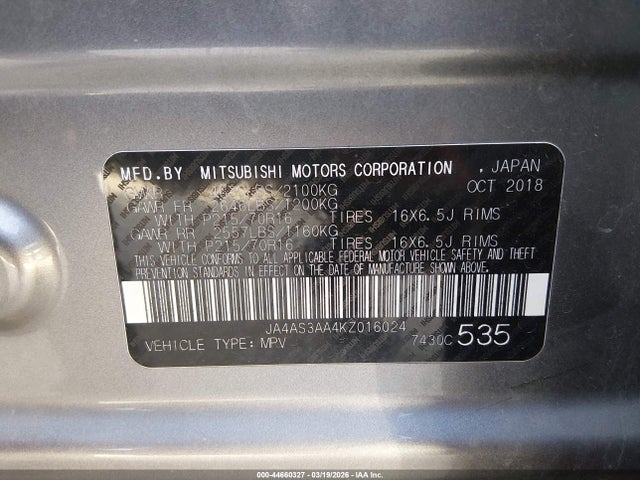 MFD.BY MITSUBISHI MOTORS CORPORATION , JAPAN
/2100KG OCT 2018
GAWR FR LBS/1200KG
WITH P215/70R16 TIRES 16X6.5J RIMS
GAWR RR 2557LBS/1160KG
WITH P215/70R16 TIRES 16X6.5J RIMS
THIS VEHICLE CONFORMS TO ALL APPLICABLE FEDERAL MOTOR VEHICLE SAFETY AND THEFT
PREVENTION STANDARDS IN EFFECT ON THE DATE OF MANUFACTURE SHOWN ABOVE.
JA4AS3AA4KZ016024
VEHICLE TYPE:MPV 7430C 535
000-44660327 - 03/19/2026 - IAA Inc.